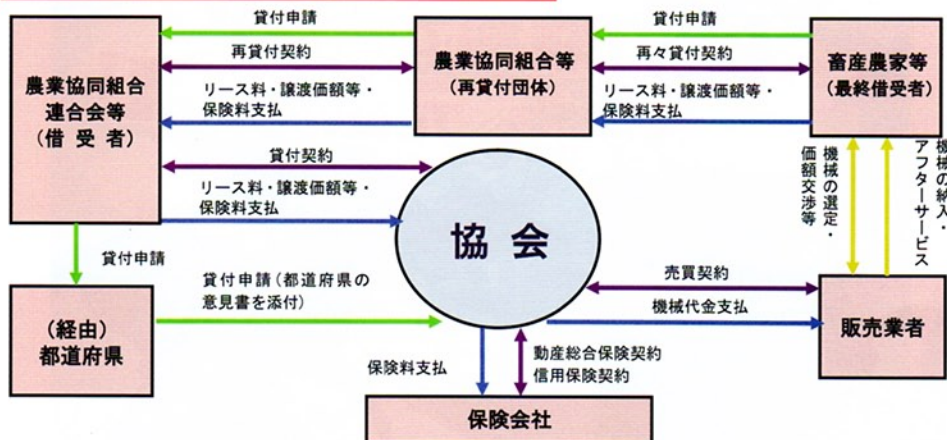 貸付申請
貸付申請
農業協同組合
連合会等
(借受者)
再貸付契約
農業協同組合等
(再貸付団体)
再々貸付契約
畜産農家等
(最終借受者)
リース料・譲渡価額等・
保険料支払
リース料・譲渡価額等・
保険料支払
貸付契約
リース料・譲渡価額等・
保険料支払
協会
機械の選定・
価額交渉等
機械の納入・
アフターサービス
貸付申請
貸付申請(都道府県の
意見書を添付)
売買契約
機械代金支払
(経由)
都道府県
販売業者
保険料支払
動産総合保険契約
信用保険契約
保険会社